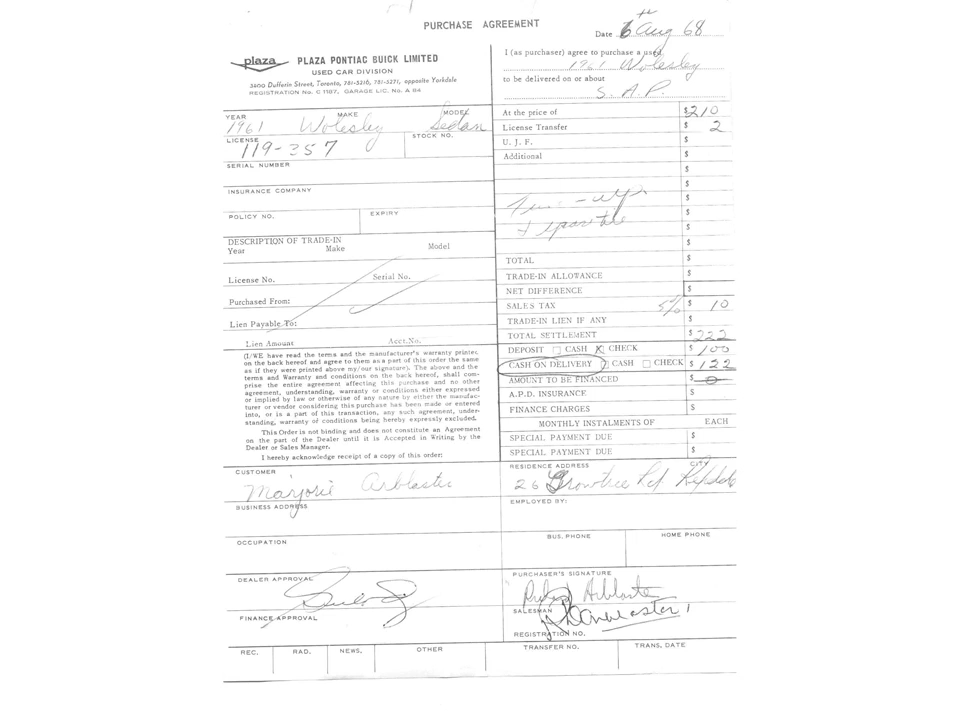 PURCHASE AGREEMENT
Date 6th Aug 68
plaza PLAZA PONTIAC BUICK LIMITED
USED CAR DIVISION
3400 Dufferin Street, Toronto, 781-5216, 781-5271, opposite Yorkdale
REGISTRATION No. C 1187, GARAGE LIC. No. A 84
YEAR MAKE MODEL
1961 Wolesley Sedan
LICENSE STOCK NO.
119-357
SERIAL NUMBER
INSURANCE COMPANY
POLICY NO. EXPIRY
DESCRIPTION OF TRADE-IN
Year Make Model
License No. Serial No.
Purchased From:
Lien Payable To:
Lien Amount Acct.No.
(I/WE have read the terms and the manufacturer's warranty printed
on the back hereof and agree to them as a part of this order the same
as if they were printed above my/our signature). The above and the
terms and Warranty and conditions on the back hereof, shall com-
prise the entire agreement affecting this purchase and no other
agreement, understanding, warranty or conditions either expressed
or implied by law or otherwise of any nature by either the manufac-
turer or vendor considering this purchase has been made or entered
into, or is a part of this transaction, any such agreement, under-
standing, warranty of conditions being hereby expressly excluded.
This Order is not binding and does not constitute an Agreement
on the part of the Dealer until it is Accepted in Writing by the
Dealer or Sales Manager.
I hereby acknowledge receipt of a copy of this order:
CUSTOMER
Marjorie Arblaster
BUSINESS ADDRESS
OCCUPATION
DEALER APPROVAL
FINANCE APPROVAL
REC. RAD. NEWS. OTHER
I (as purchaser) agree to purchase a used
1961 Wolesley
to be delivered on or about
S. A. P.
At the price of $210
License Transfer $ 2
U. J. F. $
Additional $
$
$
$
Tune-up
$
$
$
TOTAL $
TRADE-IN ALLOWANCE $
NET DIFFERENCE $
SALES TAX 5% $ 10
TRADE-IN LIEN IF ANY $
TOTAL SETTLEMENT $ 222
DEPOSIT CASH X CHECK $ 100
CASH ON DELIVERY CASH CHECK $ 122
AMOUNT TO BE FINANCED $ 0
A.P.D. INSURANCE $
FINANCE CHARGES $
MONTHLY INSTALMENTS OF EACH
SPECIAL PAYMENT DUE $
SPECIAL PAYMENT DUE $
RESIDENCE ADDRESS CITY
26
EMPLOYED BY:
BUS. PHONE HOME PHONE
PURCHASER'S SIGNATURE
Arblaster
SALESMAN
REGISTRATION NO.
TRANSFER NO. TRANS. DATE